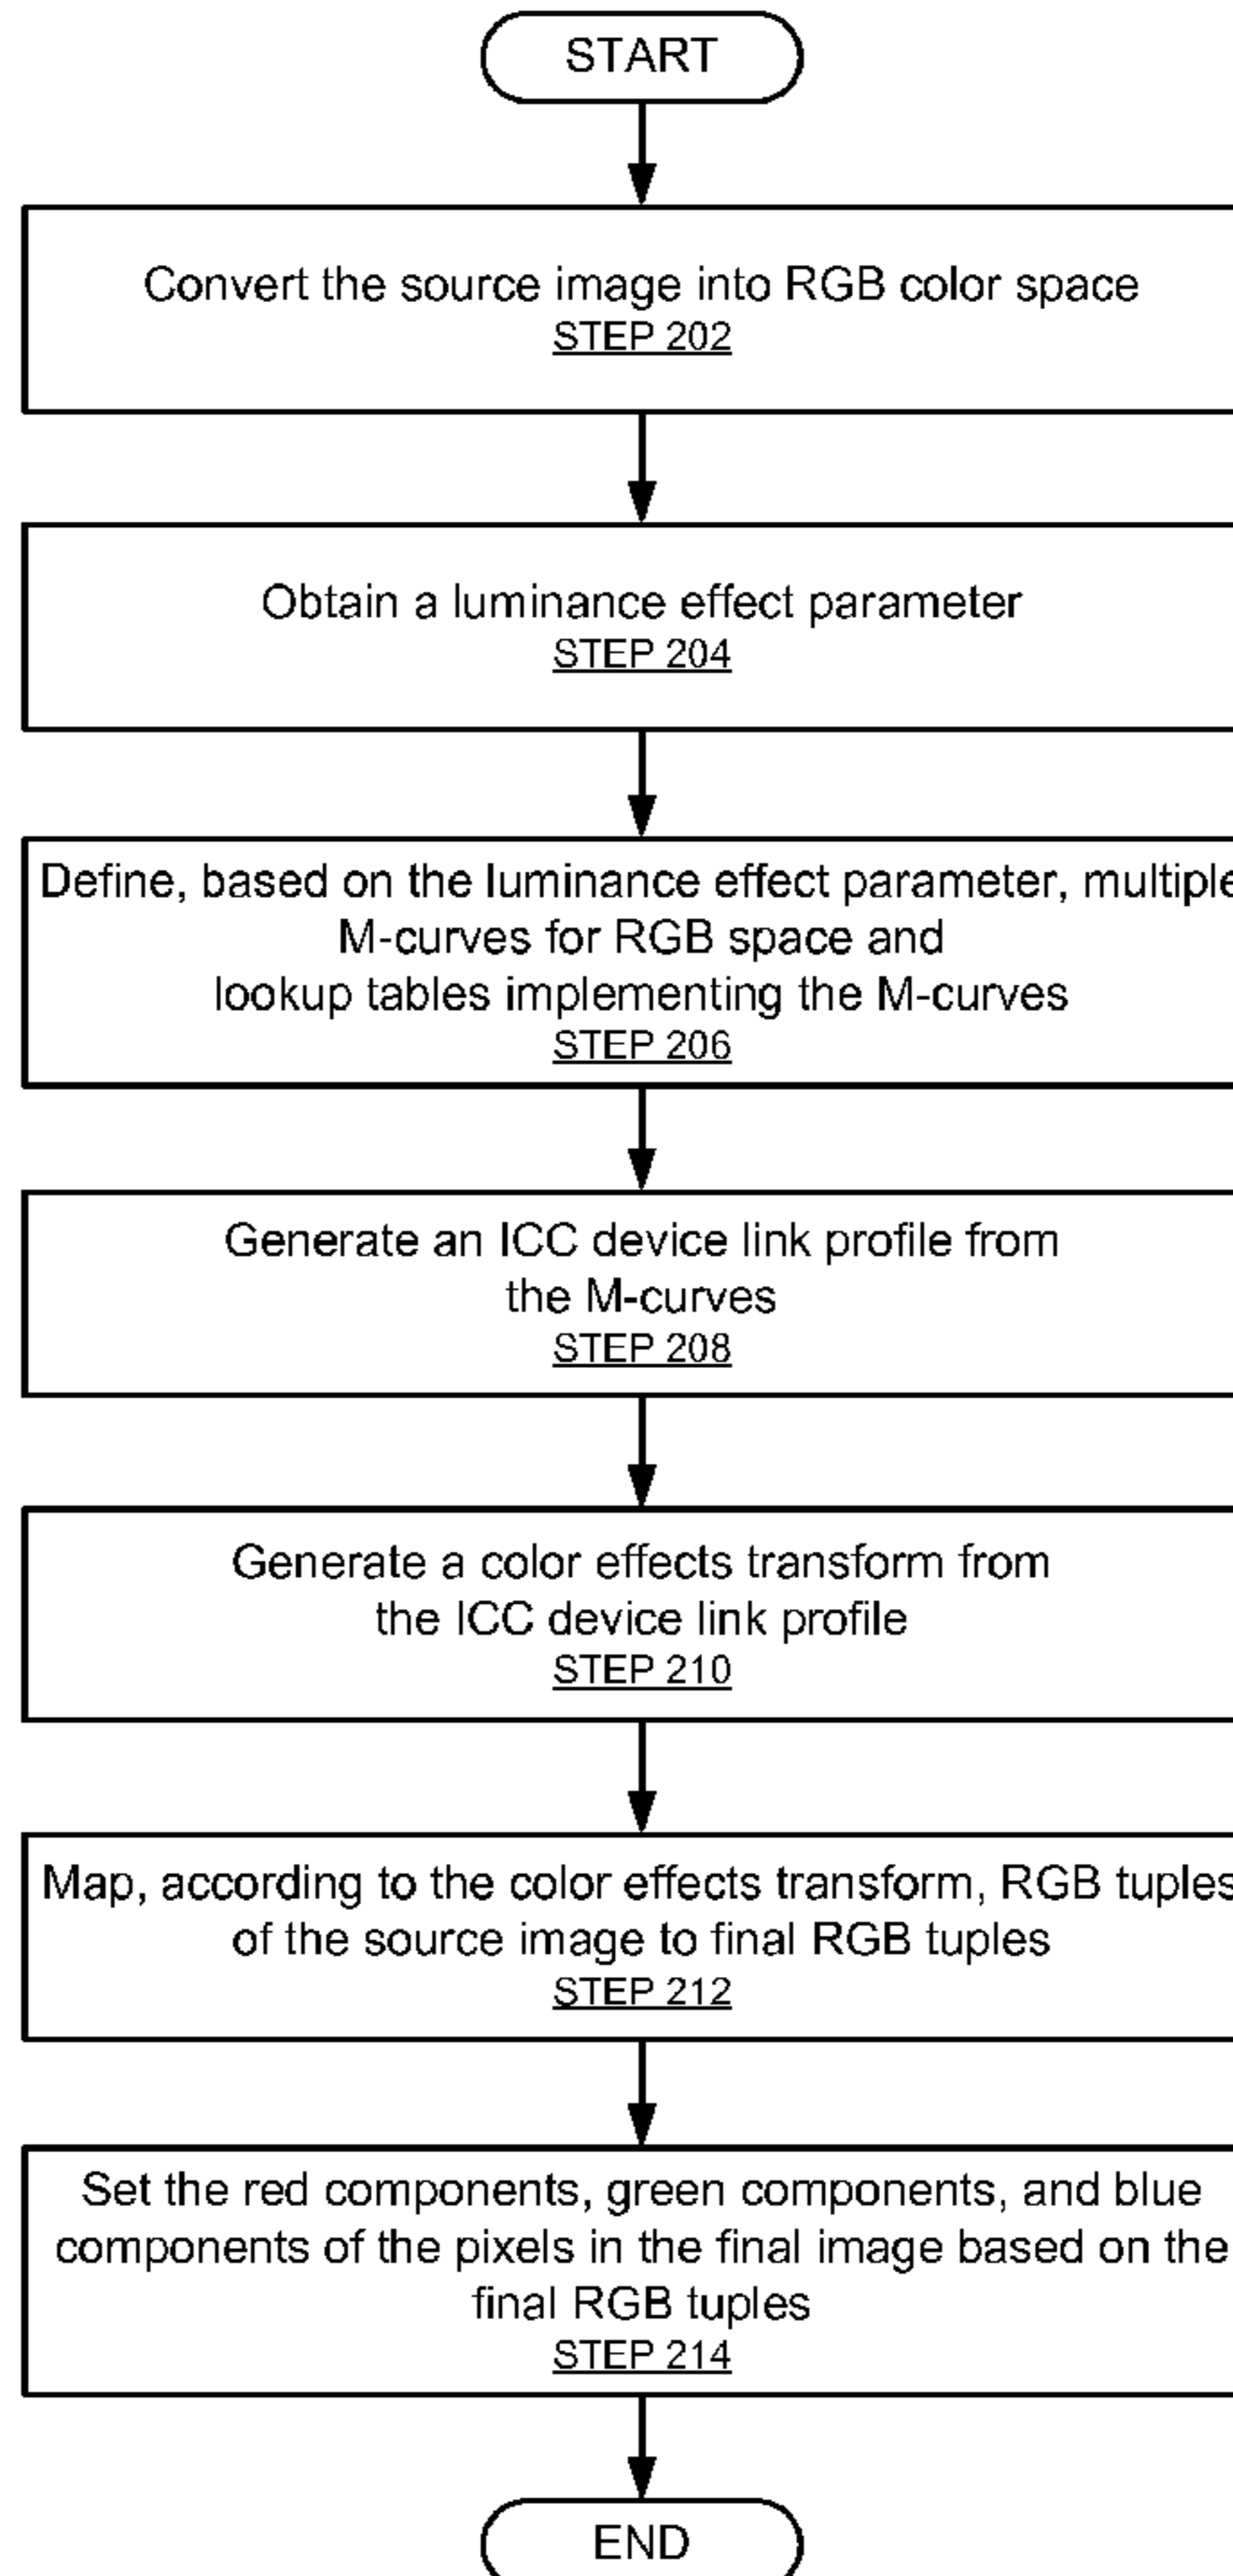 START
Convert the source image into RGB color space
STEP 202
Obtain a luminance effect parameter
STEP 204
Define, based on the luminance effect parameter, multiple
M-curves for RGB space and
lookup tables implementing the M-curves
STEP 206
Generate an ICC device link profile from
the M-curves
STEP 208
Generate a color effects transform from
the ICC device link profile
STEP 210
Map, according to the color effects transform, RGB tuples
of the source image to final RGB tuples
STEP 212
Set the red components, green components, and blue
components of the pixels in the final image based on the
final RGB tuples
STEP 214
END